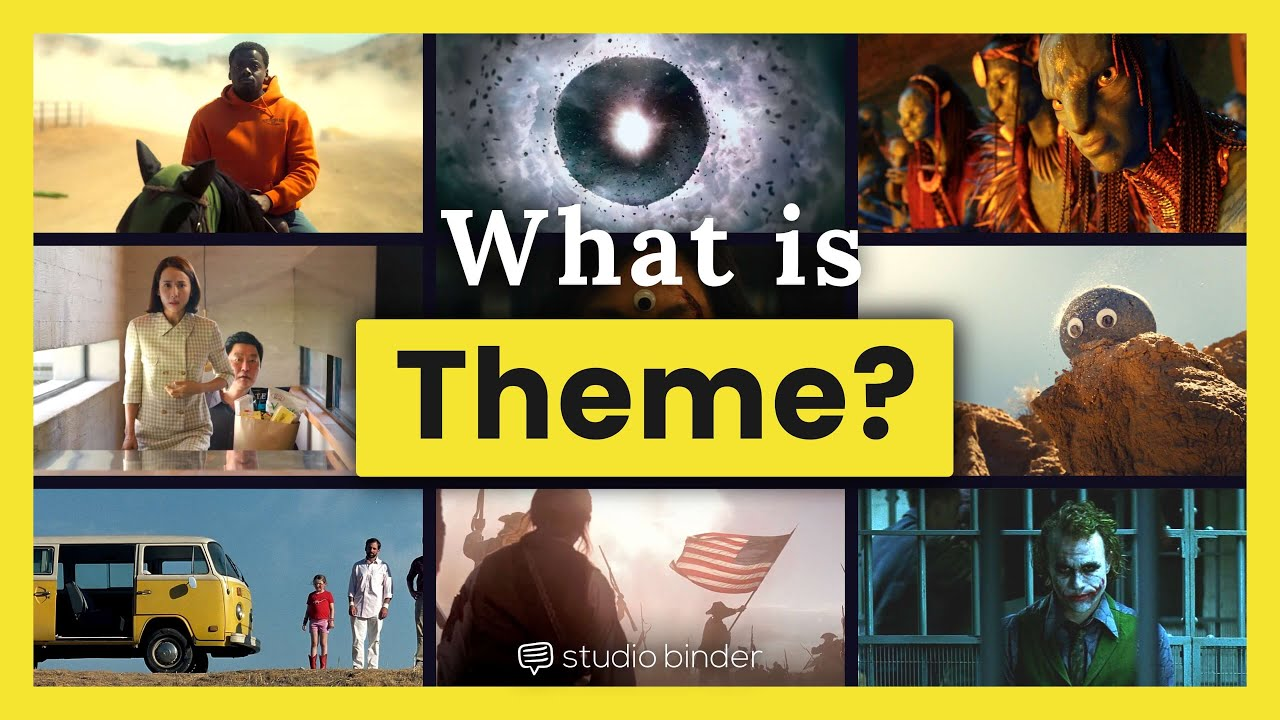 What is
Theme?
studio binder